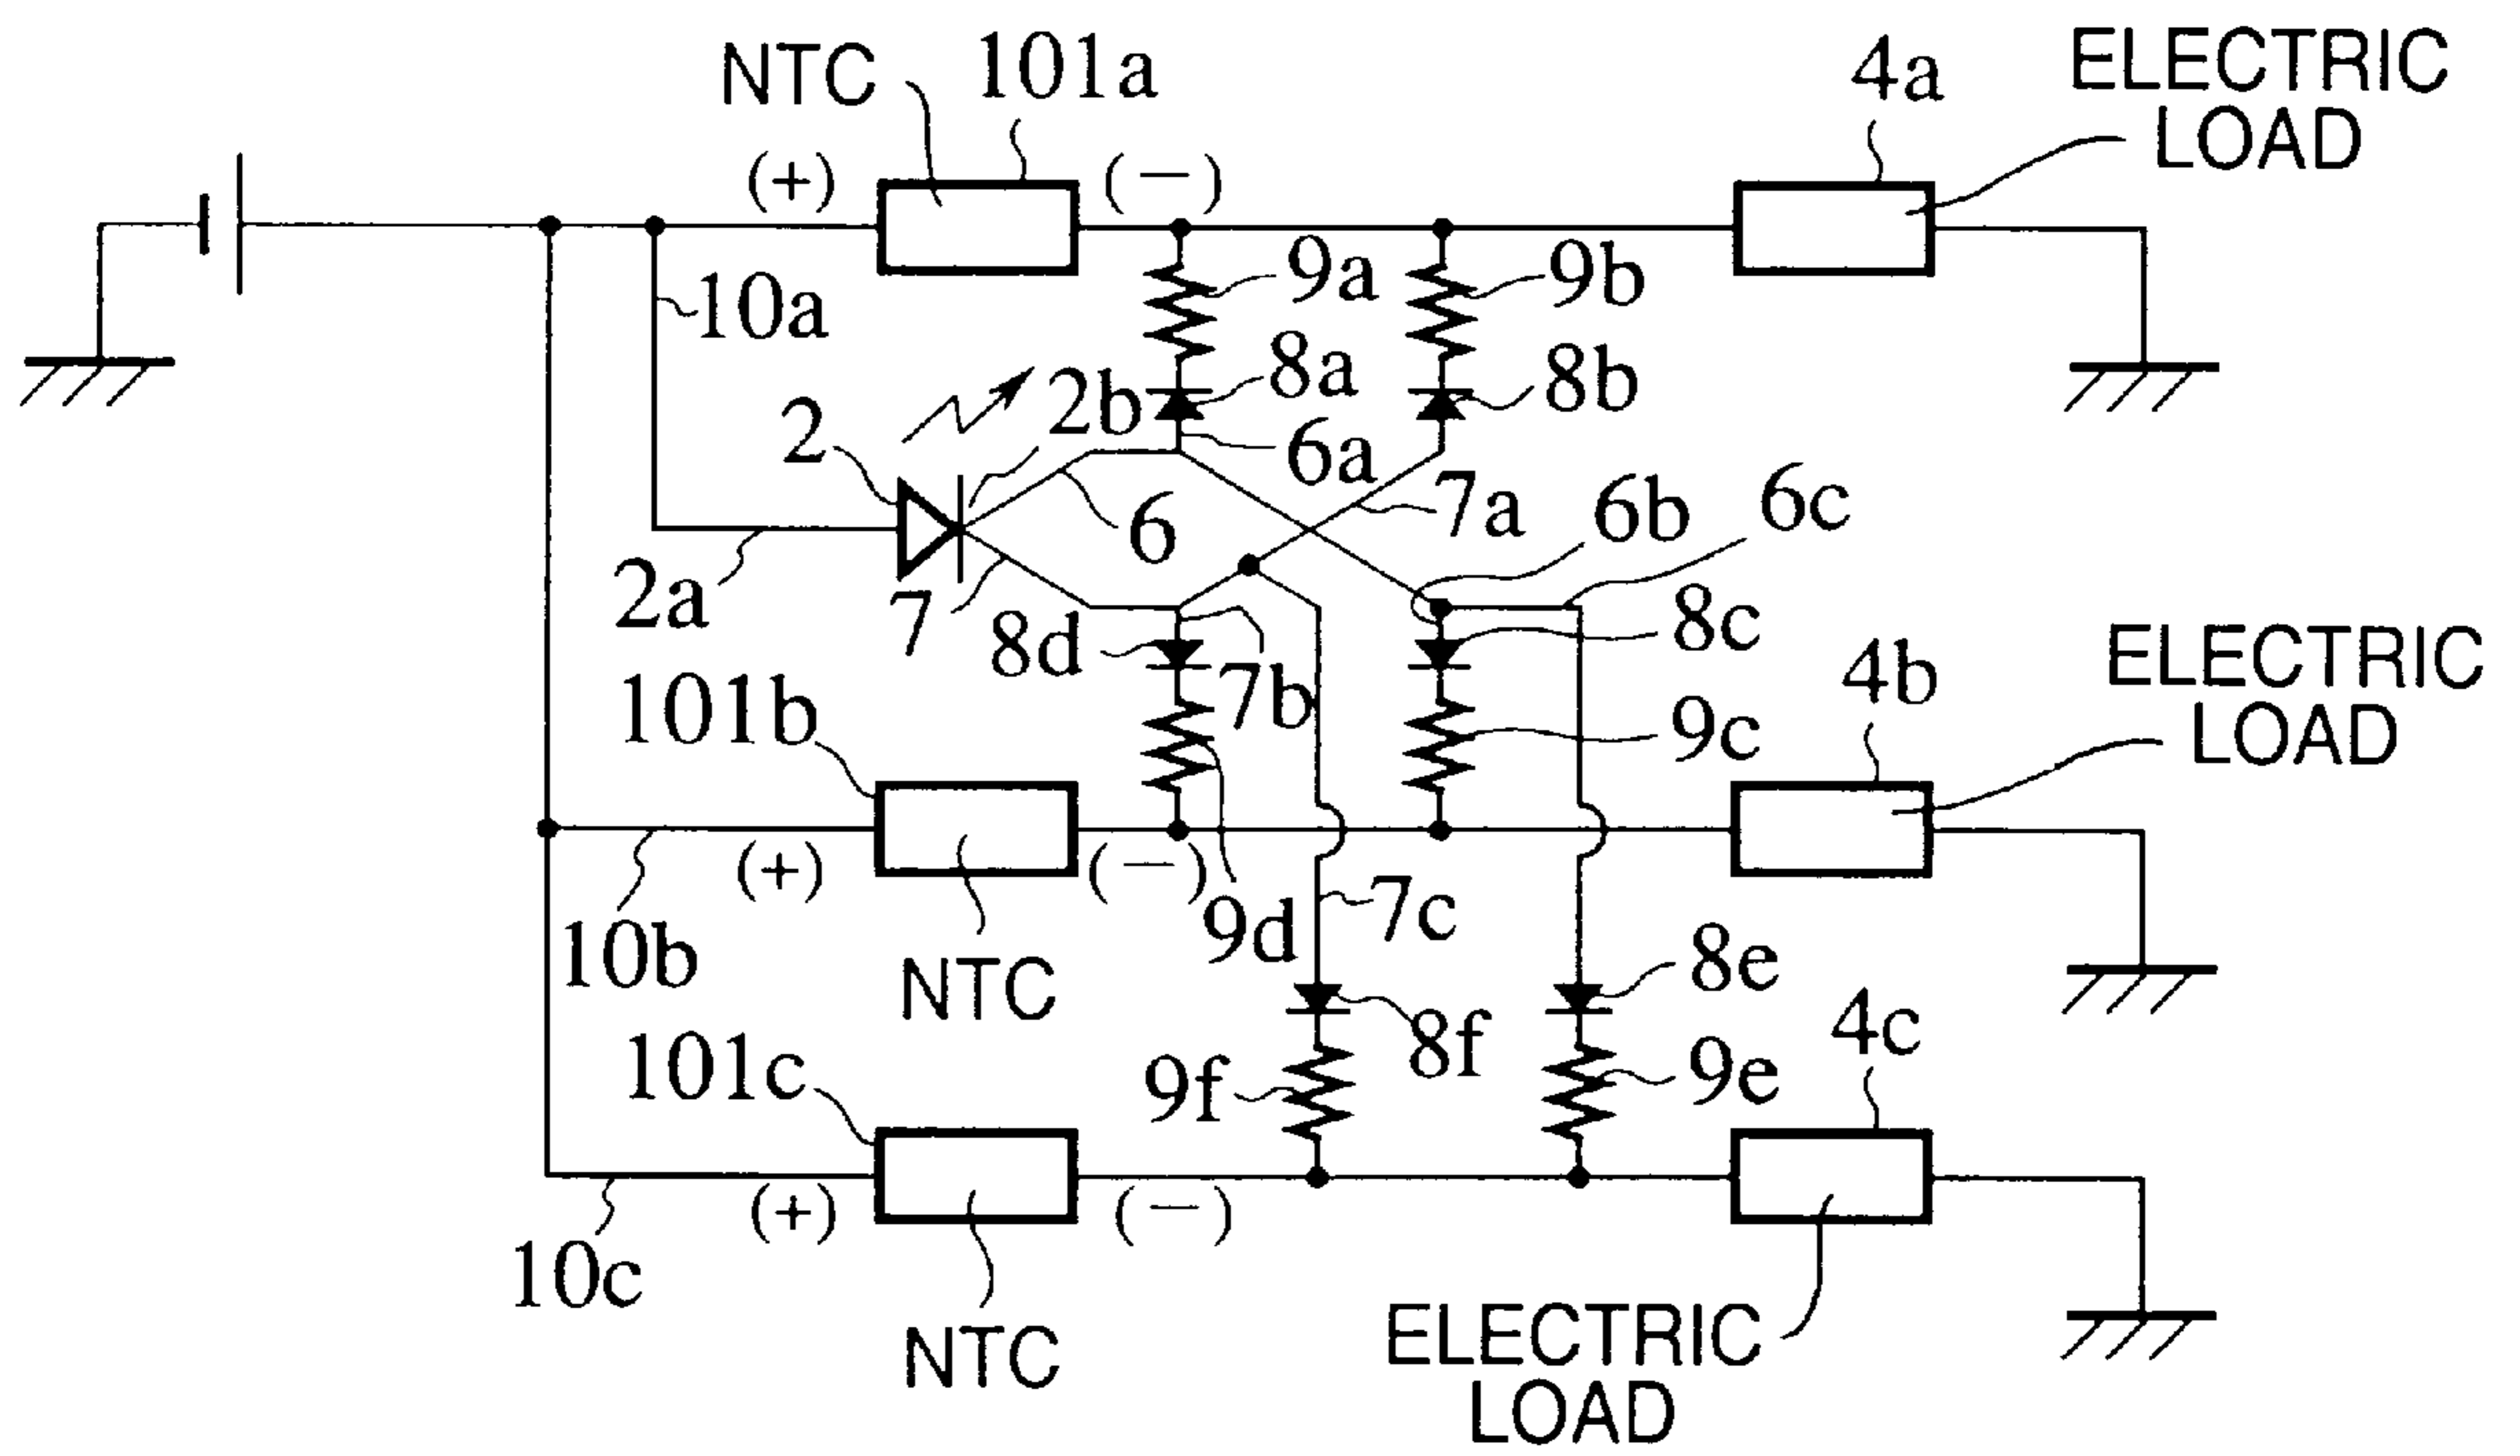 NTC
101a
4a
ELECTRIC
LOAD
(+)
(—)
10a
9a
9b
8a
8b
2
2b
6a
6
7a
6b
6c
2a
7
8d
7b
8c
101b
9c
4b
ELECTRIC
LOAD
(+)
(—)
10b
9d
7c
NTC
8e
101c
9f
8f
9e
4c
(+)
(—)
10c
NTC
ELECTRIC
LOAD